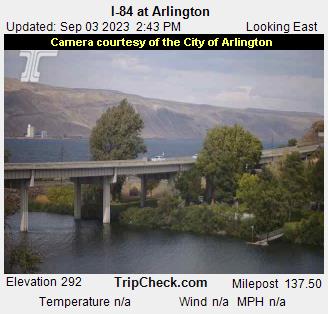 I-84 at Arlington
Updated: Sep 03 2023 2:43 PM Looking East
Camera courtesy of the City of Arlington
Elevation 292 TripCheck.com Milepost 137.50
Temperature n/a Wind n/a MPH n/a